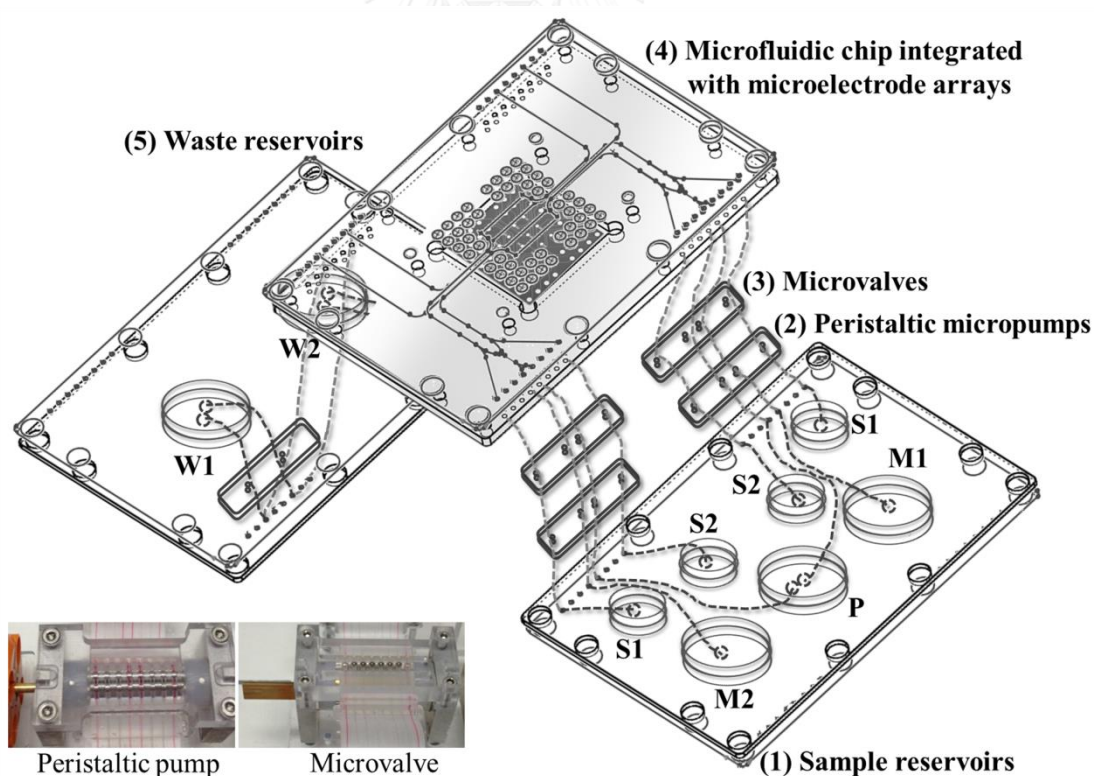 (4) Microfluidic chip integrated
with microelectrode arrays
(5) Waste reservoirs
(3) Microvalves
(2) Peristaltic micropumps
W2
W1
S1
M1
S2
S2
P
S1
M2
(1) Sample reservoirs
Peristaltic pump
Microvalve